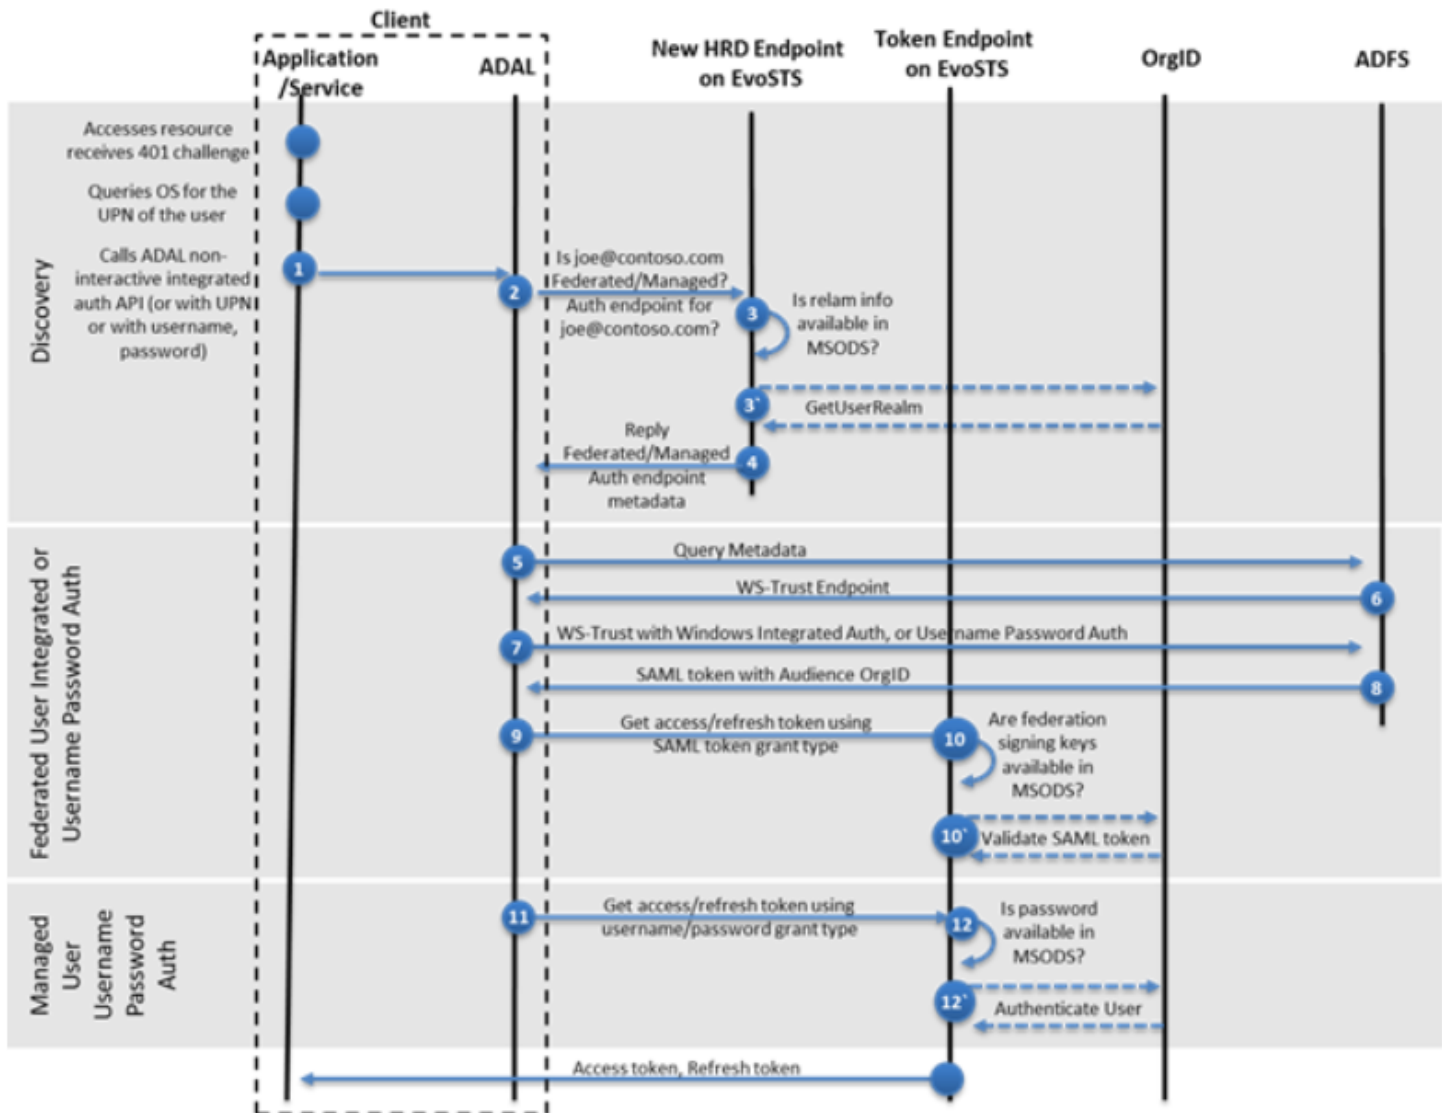 Client
Application
/Service
ADAL
New HRD Endpoint
on EvoSTS
Token Endpoint
on EvoSTS
OrgID
ADFS
Discovery
Accesses resource
receives 401 challenge
Queries OS for the
UPN of the user
Calls ADAL non-
interactive integrated
auth API (or with UPN
or with username,
password)
1
2
Is joe@contoso.com
Federated/Managed?
Auth endpoint for
joe@contoso.com?
3
Is relam info
available in
MSODS?
3`
GetUserRealm
Reply
Federated/Managed
Auth endpoint
metadata
4
Federated User Integrated or
Username Password Auth
5
Query Metadata
WS-Trust Endpoint
6
7
WS-Trust with Windows Integrated Auth, or Username Password Auth
SAML token with Audience OrgID
8
9
Get access/refresh token using
SAML token grant type
10
Are federation
signing keys
available in
MSODS?
10`
Validate SAML token
Managed
User
Username
Password
Auth
11
Get access/refresh token using
username/password grant type
12
Is password
available in
MSODS?
12`
Authenticate User
Access token, Refresh token